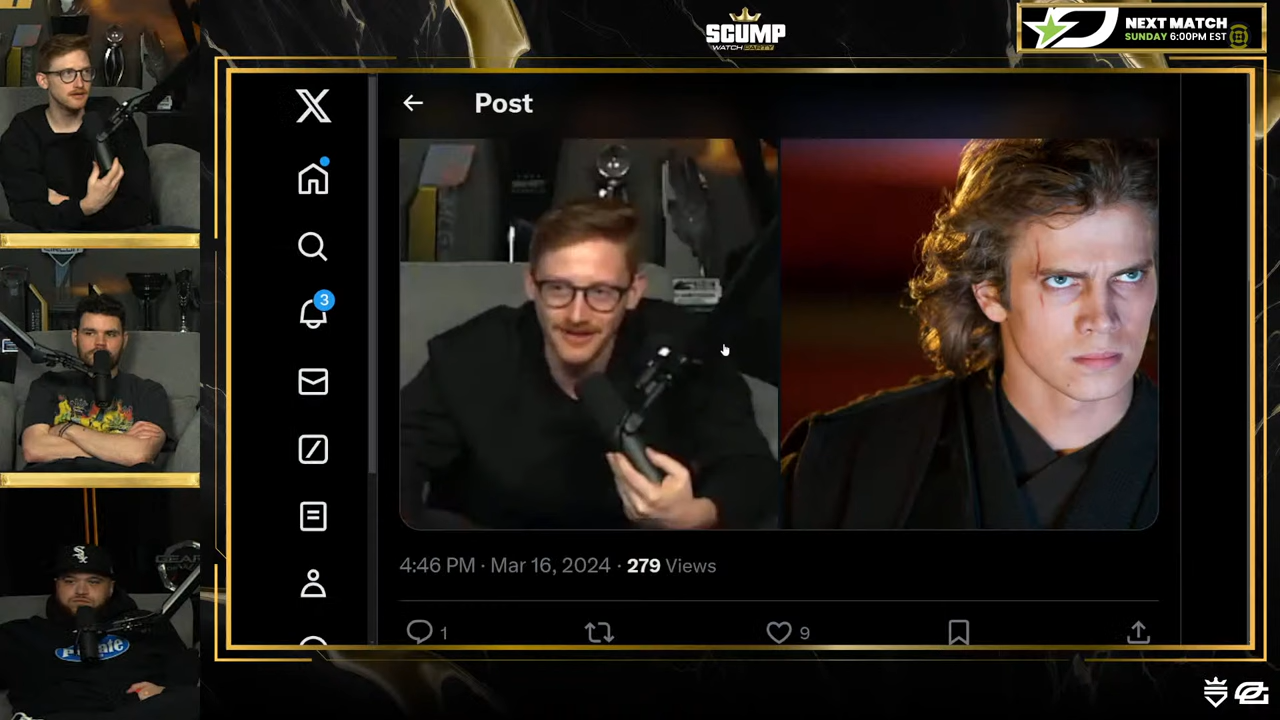 SCUMP
WATCH PARTY
NEXT MATCH
SUNDAY 6:00PM EST
X
Post
3
4:46 PM · Mar 16, 2024 · 279 Views
1
9